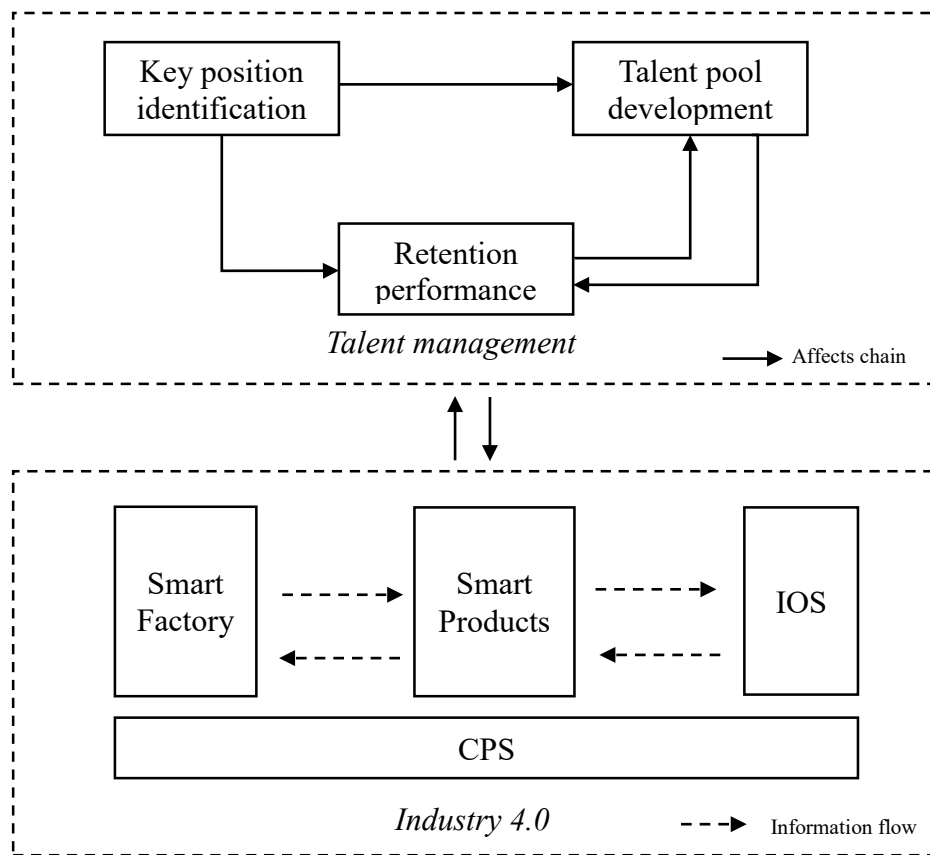 Key position
identification
Talent pool
development
Retention
performance
Talent management
Affects chain
Smart
Factory
Smart
Products
IOS
CPS
Industry 4.0
Information flow